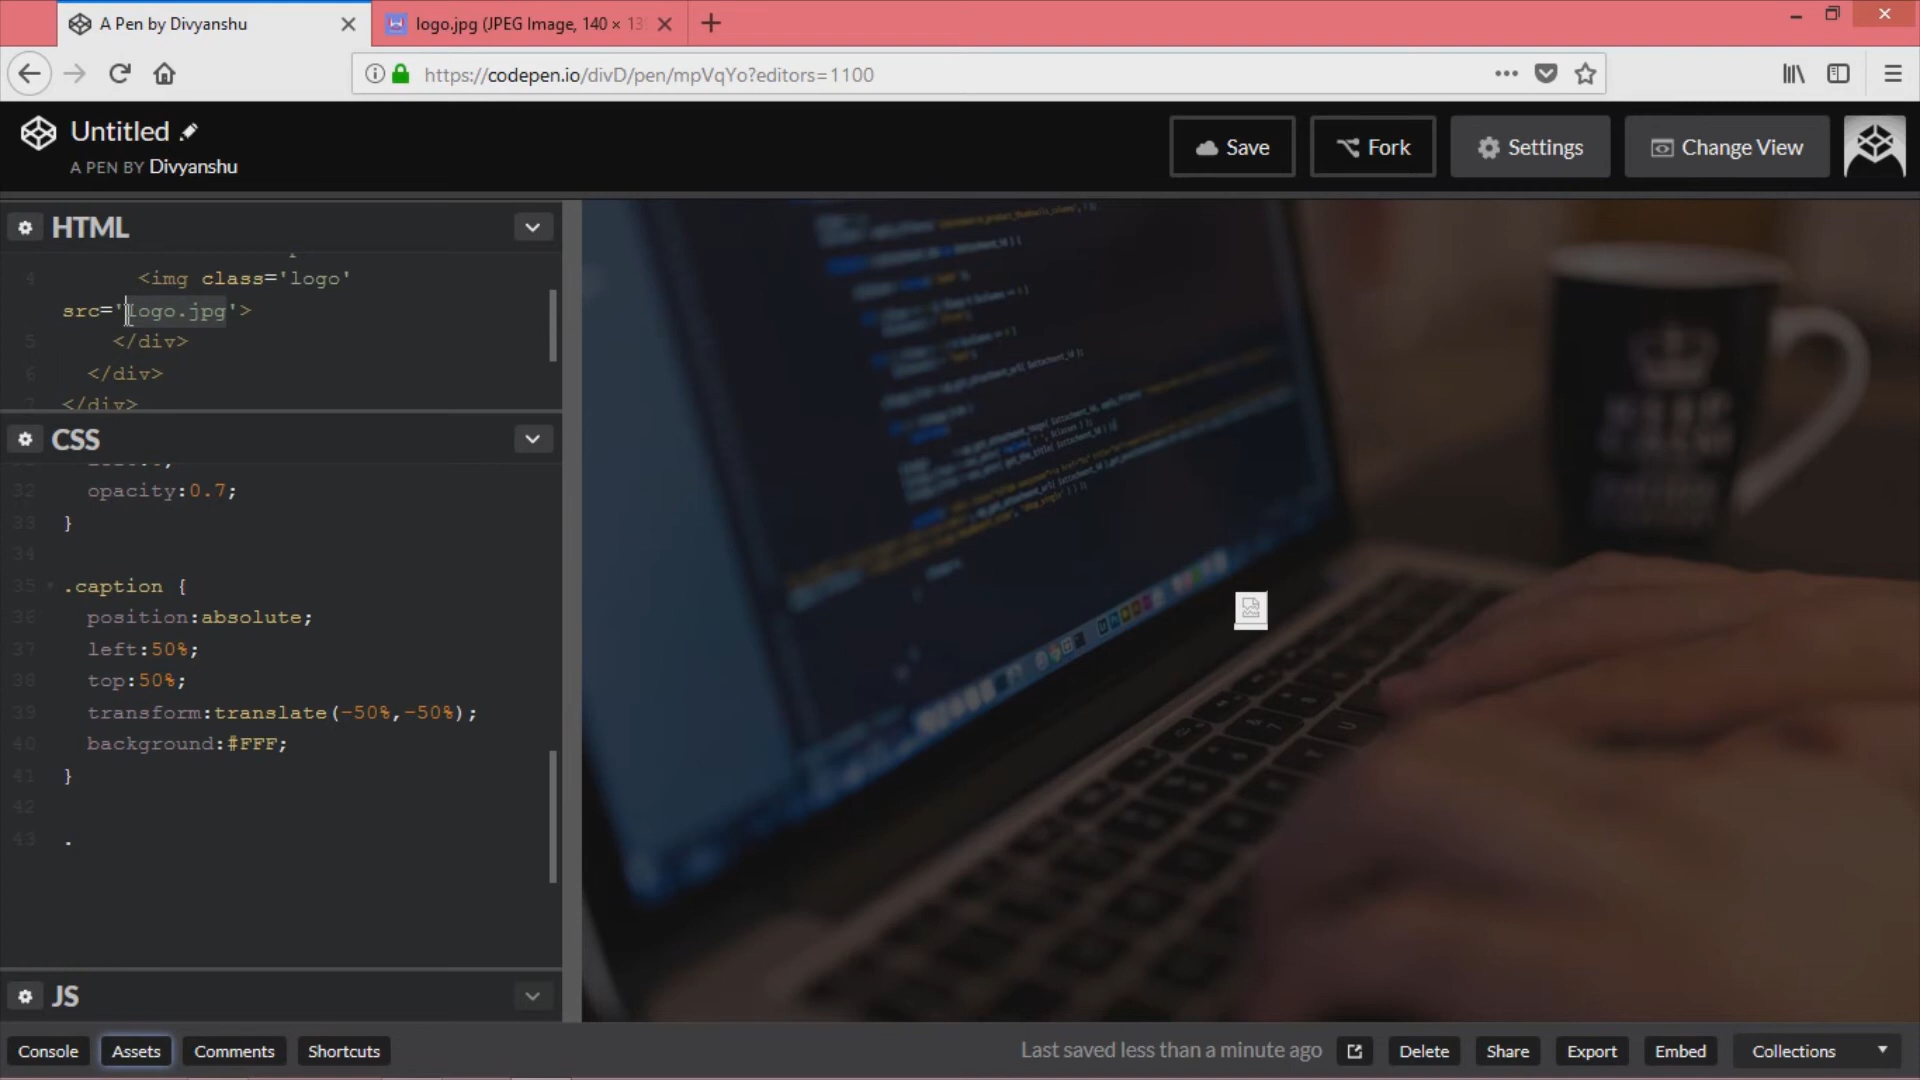 A Pen by Divyanshu
logo.jpg (JPEG Image, 140 × 13
https://codepen.io/divD/pen/mpVqYo?editors=1100
Untitled
A PEN BY Divyanshu
Save
Fork
Settings
Change View
HTML
4 <img class='logo'
src='logo.jpg'>
5 </div>
6 </div>
7 </div>
CSS
32 opacity:0.7;
33 }
34
35 .caption {
36 position:absolute;
37 left:50%;
38 top:50%;
39 transform:translate(-50%,-50%);
40 background:#FFF;
41 }
42
43 .
JS
Console
Assets
Comments
Shortcuts
Last saved less than a minute ago
Delete
Share
Export
Embed
Collections